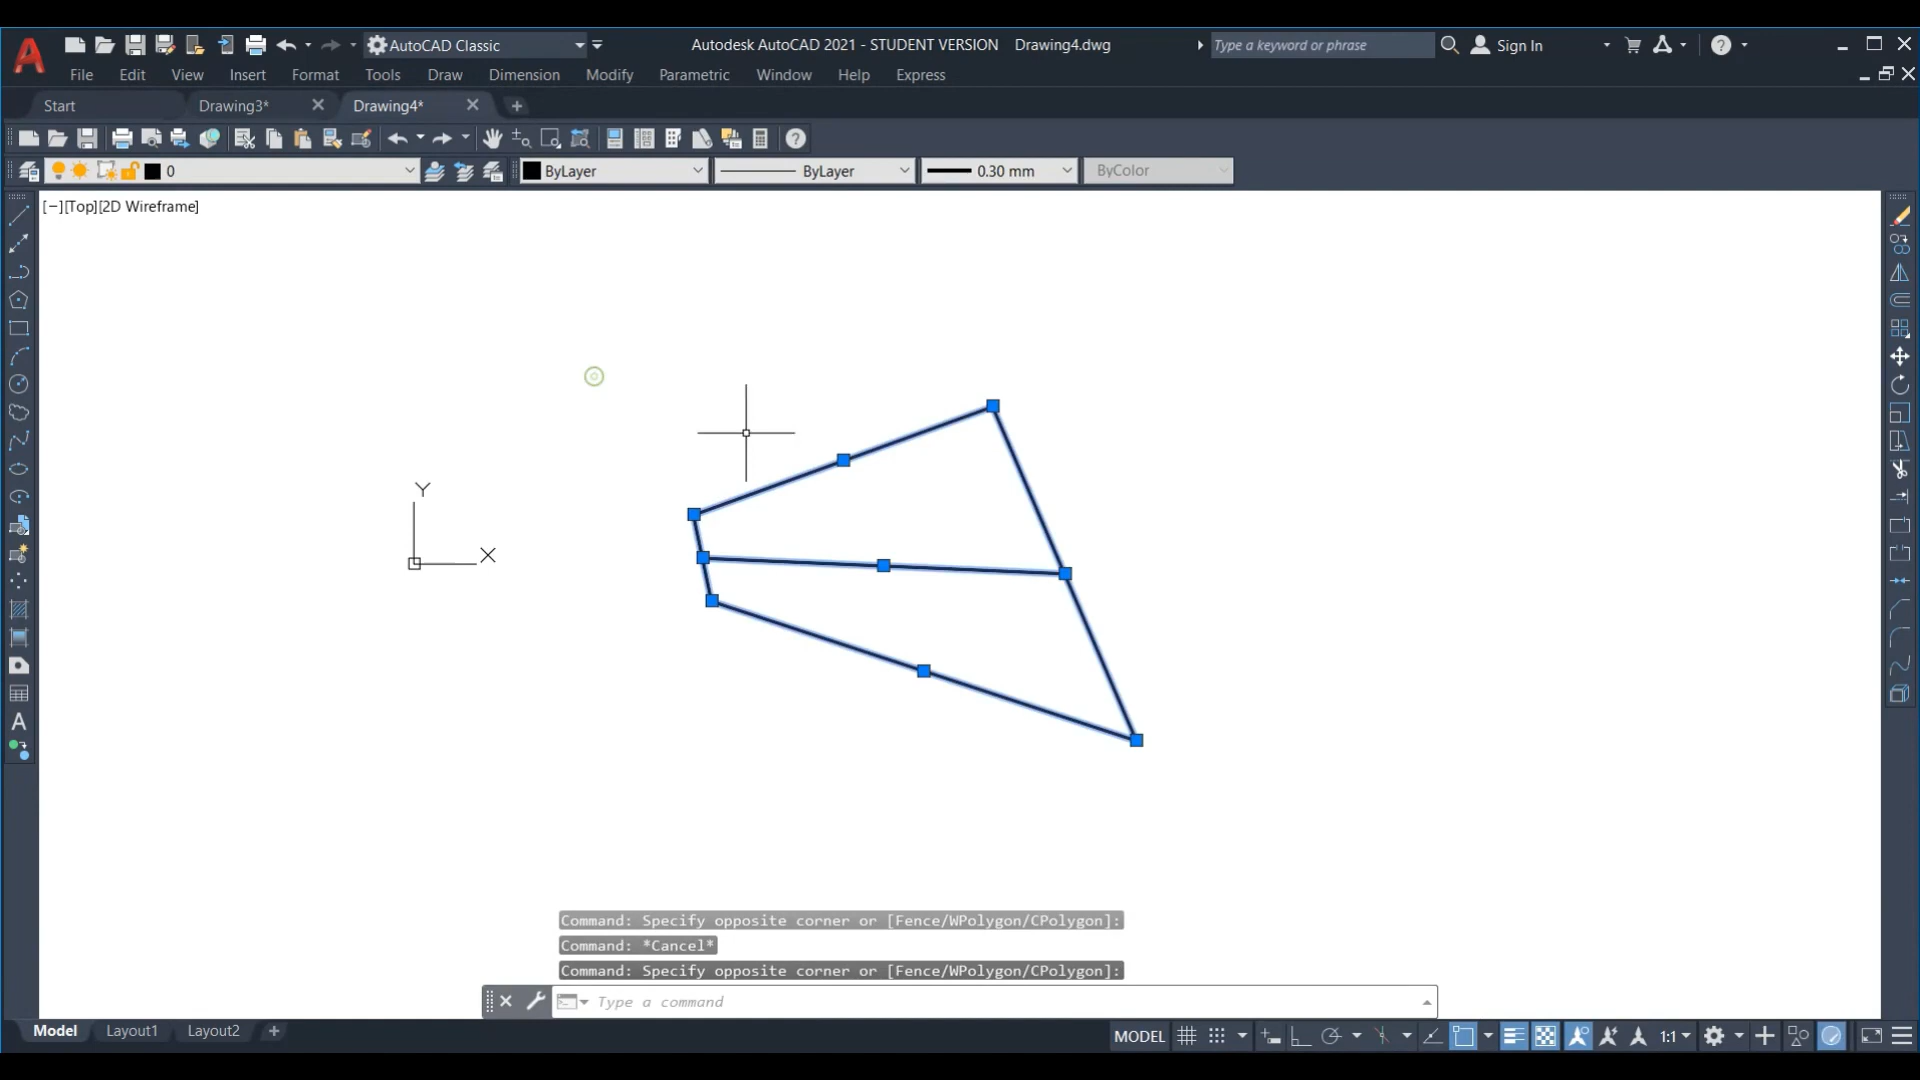 AutoCAD Classic
Autodesk AutoCAD 2021 - STUDENT VERSION Drawing4.dwg
Type a keyword or phrase
Sign In
File Edit View Insert Format Tools Draw Dimension Modify Parametric Window Help Express
Start Drawing3* Drawing4*
0 ByLayer ByLayer 0.30 mm ByColor
[−][Top][2D Wireframe]
Y
X
Command: Specify opposite corner or [Fence/WPolygon/CPolygon]:
Command: *Cancel*
Command: Specify opposite corner or [Fence/WPolygon/CPolygon]:
Type a command
Model Layout1 Layout2 +
MODEL 1:1